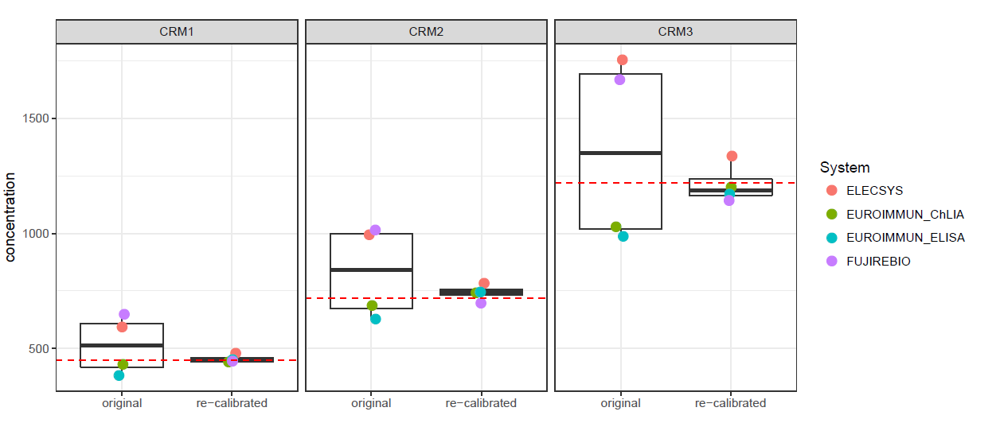 CRM1 CRM2 CRM3
1500
1000
500
concentration
original re−calibrated original re−calibrated original re−calibrated
System
ELECSYS
EUROIMMUN_ChLIA
EUROIMMUN_ELISA
FUJIREBIO